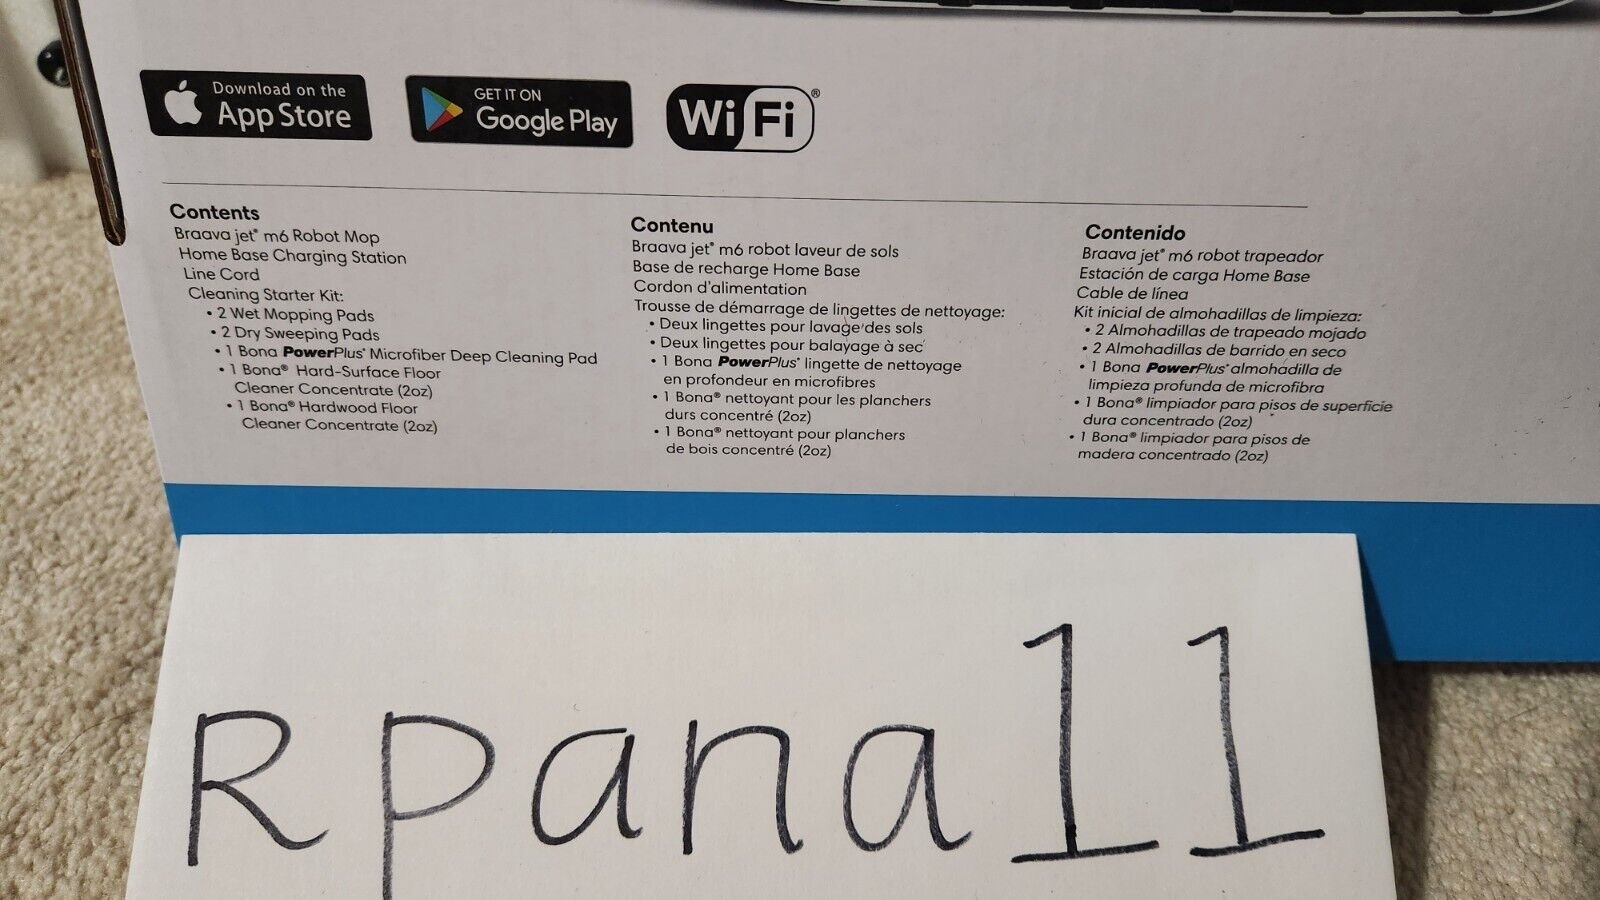 Download on the
App Store
GET IT ON
Google Play
Wi Fi®
Contents
Braava jet® m6 Robot Mop
Home Base Charging Station
Line Cord
Cleaning Starter Kit:
• 2 Wet Mopping Pads
• 2 Dry Sweeping Pads
• 1 Bona PowerPlus® Microfiber Deep Cleaning Pad
• 1 Bona® Hard-Surface Floor
Cleaner Concentrate (2oz)
• 1 Bona® Hardwood Floor
Cleaner Concentrate (2oz)
Contenu
Braava jet® m6 robot laveur de sols
Base de recharge Home Base
Cordon d'alimentation
Trousse de démarrage de lingettes de nettoyage:
• Deux lingettes pour lavage des sols
• Deux lingettes pour balayage à sec
• 1 Bona PowerPlus® lingette de nettoyage
en profondeur en microfibres
• 1 Bona® nettoyant pour les planchers
durs concentré (2oz)
• 1 Bona® nettoyant pour planchers
de bois concentré (2oz)
Contenido
Braava jet® m6 robot trapeador
Estación de carga Home Base
Cable de línea
Kit inicial de almohadillas de limpieza:
• 2 Almohadillas de trapeado mojado
• 2 Almohadillas de barrido en seco
• 1 Bona PowerPlus® almohadilla de
limpieza profunda de microfibra
• 1 Bona® limpiador para pisos de superficie
dura concentrado (2oz)
• 1 Bona® limpiador para pisos de
madera concentrado (2oz)
Rpana11